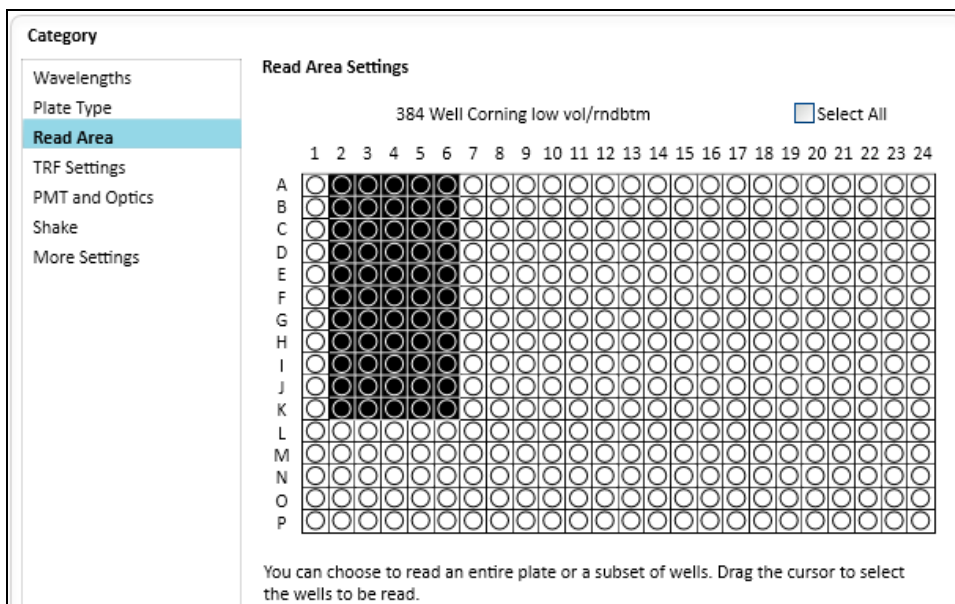 Category
Wavelengths
Plate Type
Read Area
TRF Settings
PMT and Optics
Shake
More Settings
Read Area Settings
384 Well Corning low vol/rndbtm
Select All
1 2 3 4 5 6 7 8 9 10 11 12 13 14 15 16 17 18 19 20 21 22 23 24
A
B
C
D
E
F
G
H
I
J
K
L
M
N
O
P
You can choose to read an entire plate or a subset of wells. Drag the cursor to select
the wells to be read.